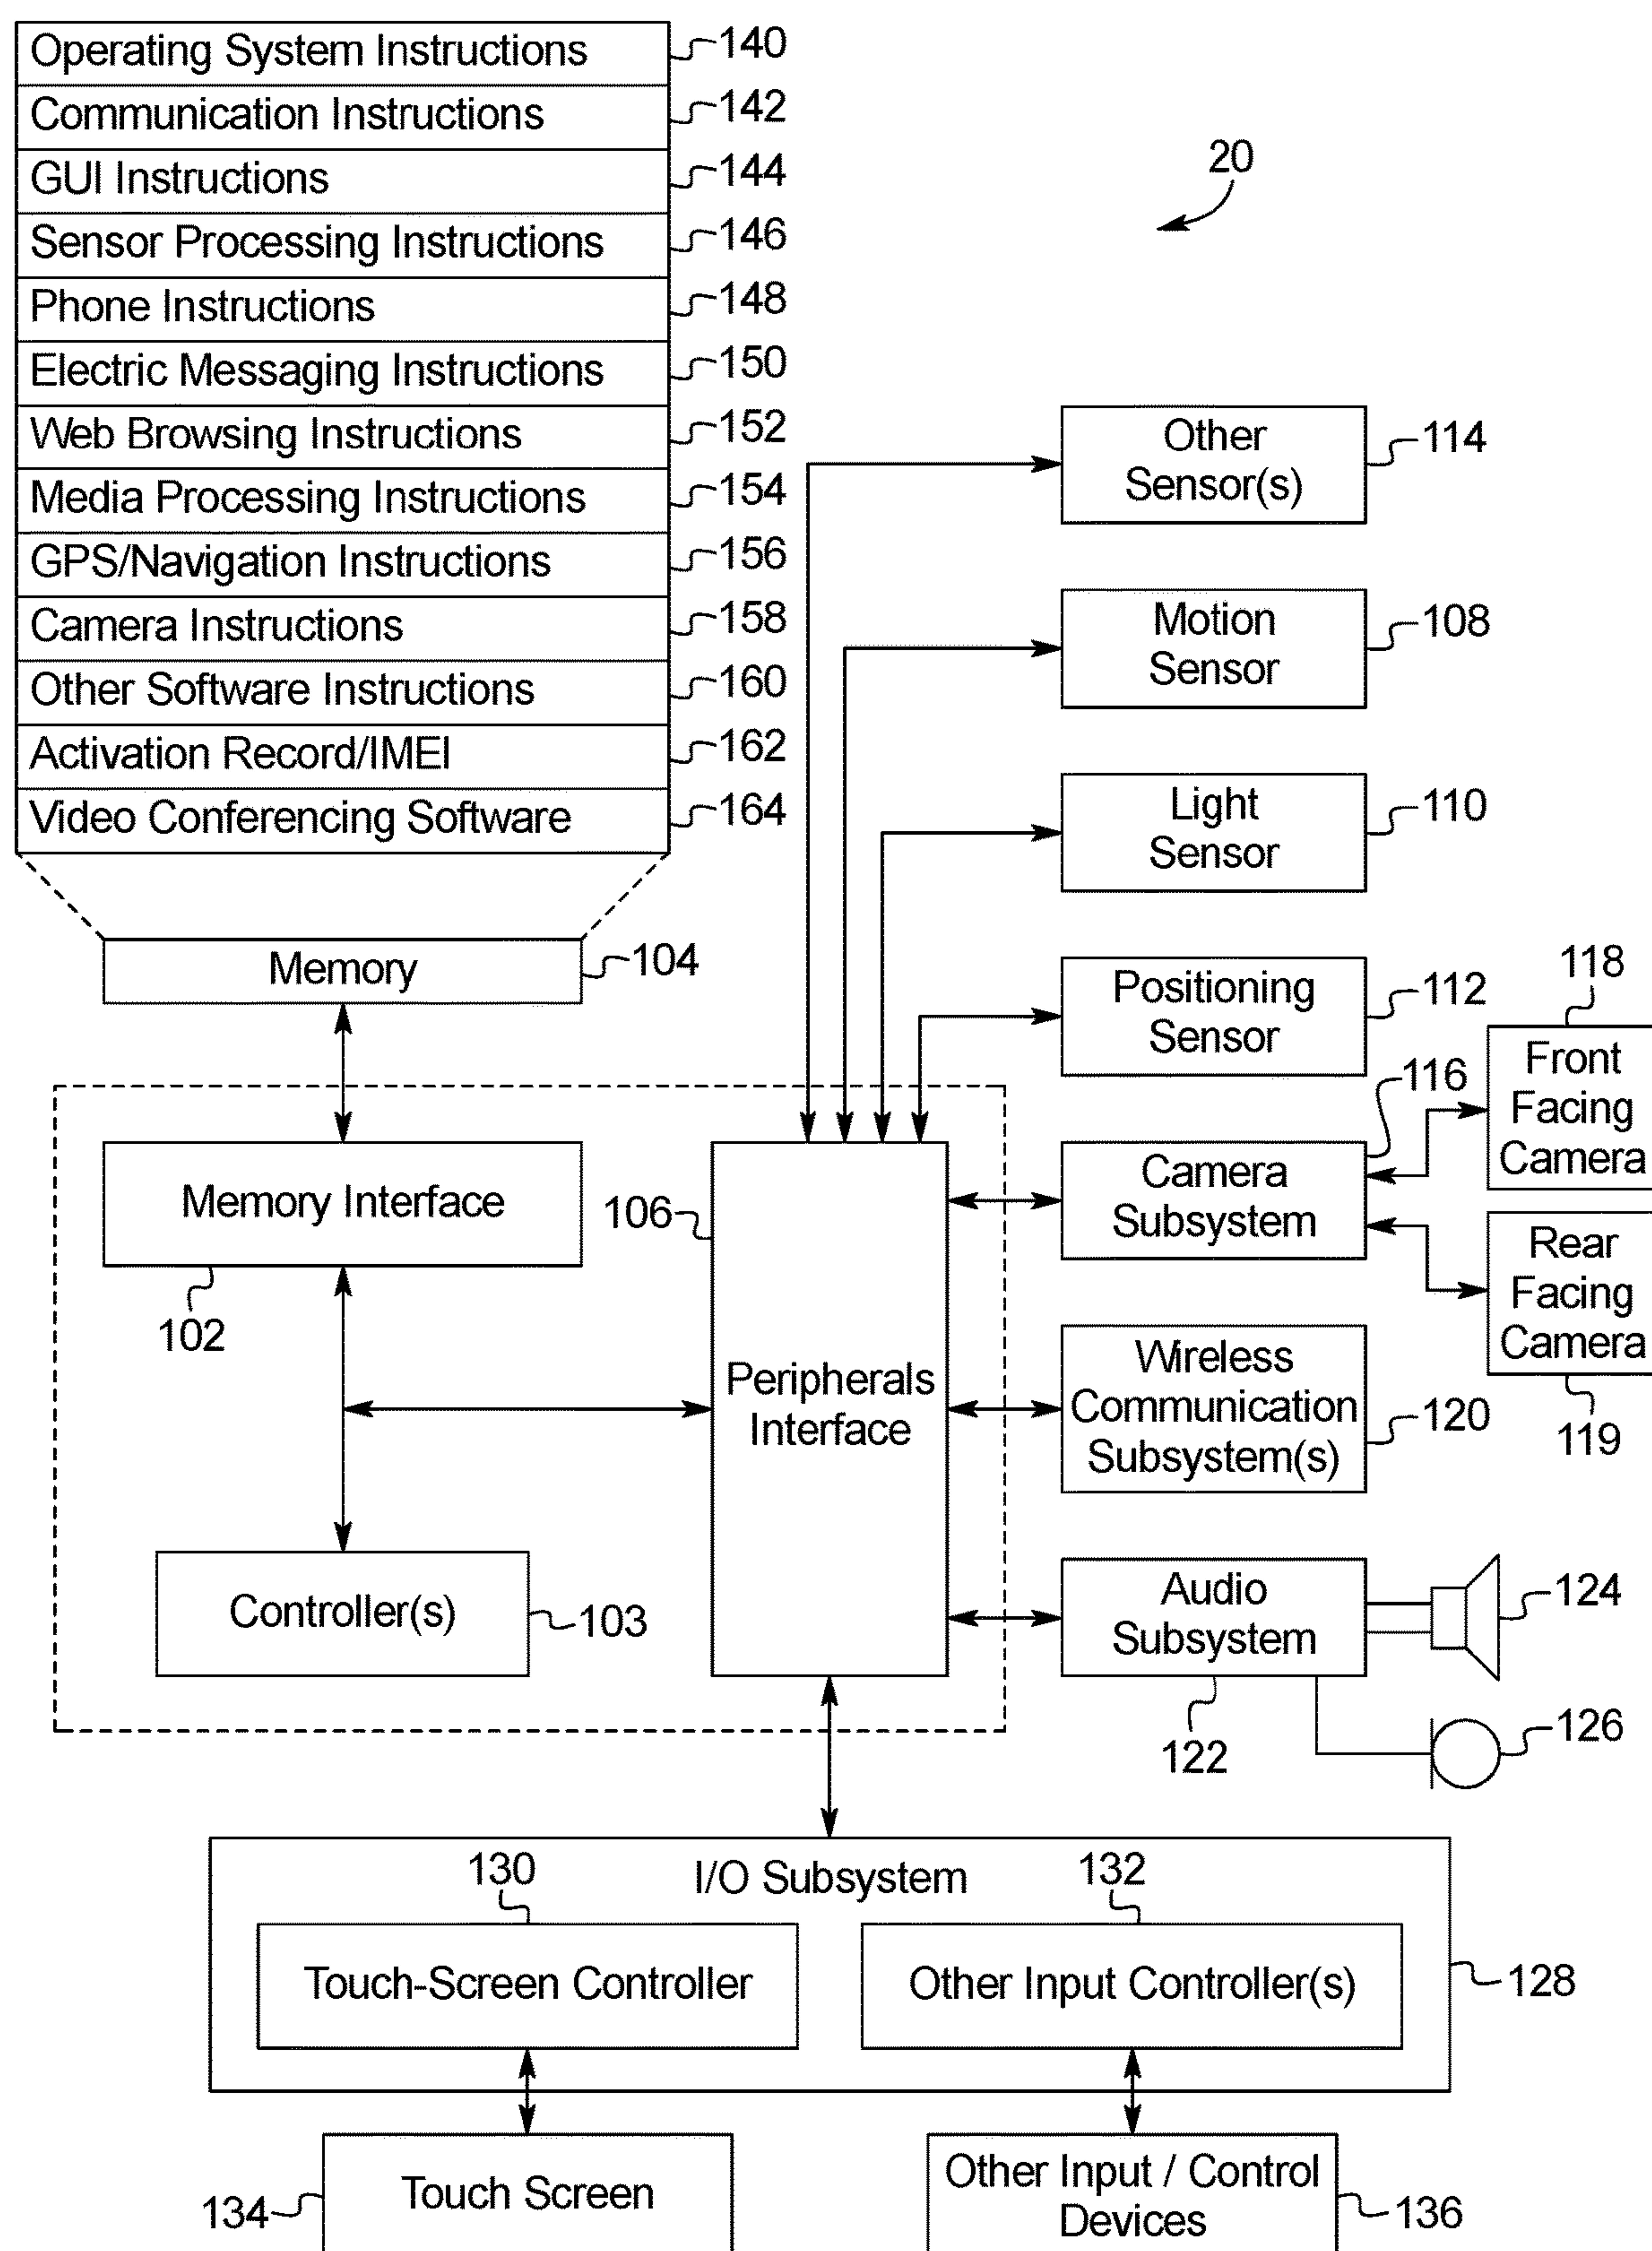 Operating System Instructions 140
Communication Instructions 142
GUI Instructions 144
Sensor Processing Instructions 146
Phone Instructions 148
Electric Messaging Instructions 150
Web Browsing Instructions 152
Media Processing Instructions 154
GPS/Navigation Instructions 156
Camera Instructions 158
Other Software Instructions 160
Activation Record/IMEI 162
Video Conferencing Software 164
20
Memory 104
Other
Sensor(s)
114
Motion
Sensor
108
Light
Sensor
110
Positioning
Sensor
112
Memory Interface
102
Controller(s) 103
106
Peripherals
Interface
Camera
Subsystem
116
118
Front
Facing
Camera
Rear
Facing
Camera
119
Wireless
Communication
Subsystem(s)
120
Audio
Subsystem
122
124
126
I/O Subsystem
128
130
Touch-Screen Controller
132
Other Input Controller(s)
134
Touch Screen
Other Input / Control
Devices
136